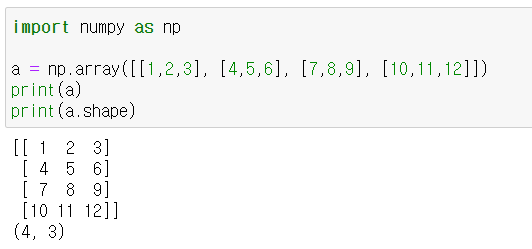 import numpy as np
a = np.array([[1,2,3], [4,5,6], [7,8,9], [10,11,12]])
print(a)
print(a.shape)
[[ 1  2  3]
 [ 4  5  6]
 [ 7  8  9]
 [10 11 12]]
(4, 3)